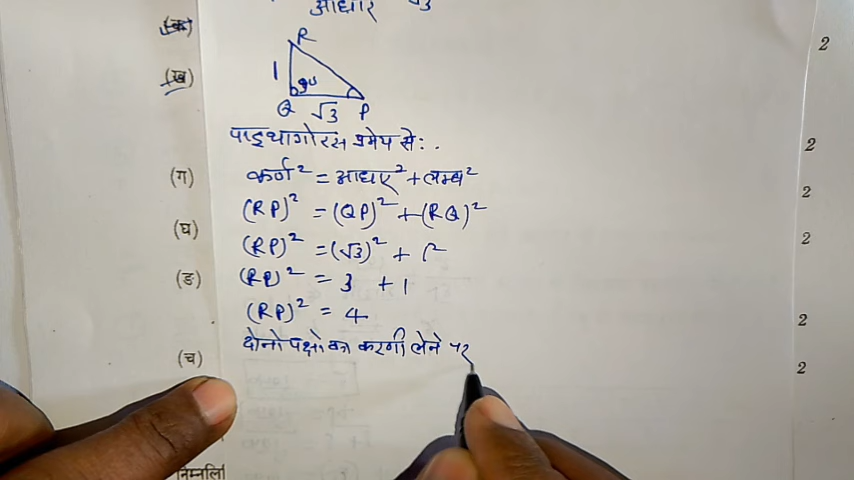 आधार √3
(क)
2
R
(ख)
1
90
Q √3 P
पाइथागोरस प्रमेय से:.
2
(ग) कर्ण² = आधार² + लम्ब²
2
(RP)² = (QP)² + (RQ)²
(घ)
2
(RP)² = (√3)² + 1²
(ङ) (RP)² = 3 + 1
(RP)² = 4
2
दोनो पक्षो का करणी लेने पर
(च)
2
निम्नलि